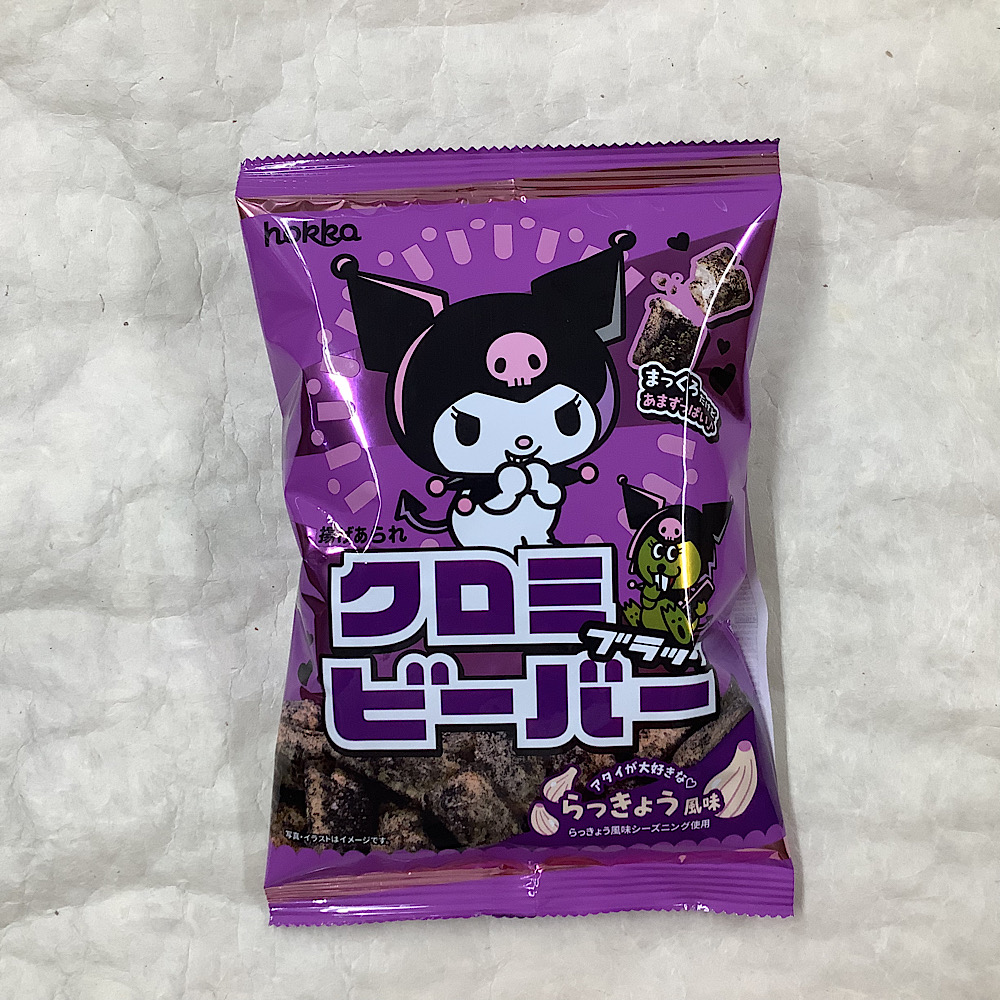 hokka
まっくろだけど
あまずっぱい♪
揚げあられ
クロミ
ブラック
ビーバー
アタイが大好きな♡
らっきょう風味
らっきょう風味シーズニング使用
写真・イラストはイメージです。